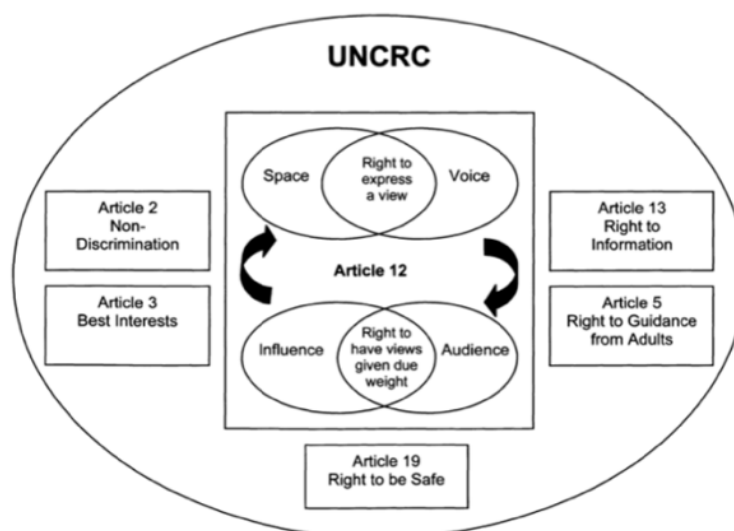 UNCRC
Space
Right to
express
a view
Voice
Article 2
Non-
Discrimination
Article 13
Right to
Information
Article 12
Article 3
Best Interests
Article 5
Right to Guidance
from Adults
Influence
Right to
have views
given due
weight
Audience
Article 19
Right to be Safe